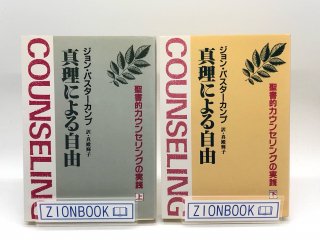 COUNSELING
ジョン・バスターカンプ
真理による自由
聖書的カウンセリングの実践
上
ZIONBOOK
COUNSELING
ジョン・バスターカンプ
真理による自由
聖書的カウンセリングの実践
下
ZIONBOOK